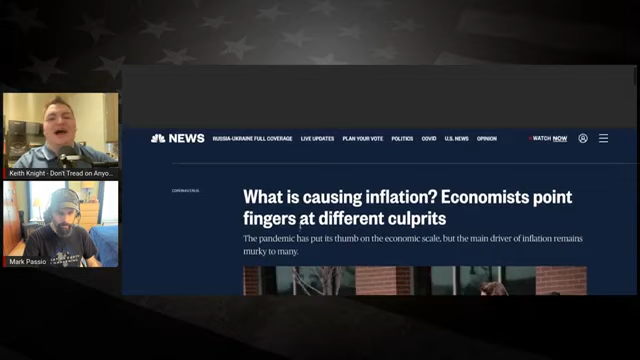 NEWS
RUSSIA-UKRAINE FULL COVERAGE
LIVE UPDATES
PLAN YOUR VOTE
POLITICS
COVID
U.S. NEWS
OPINION
WATCH NOW
CORONAVIRUS
What is causing inflation? Economists point
fingers at different culprits
The pandemic has put its thumb on the economic scale, but the main driver of inflation remains
murky to many.
Keith Knight - Don't Tread on Anyo...
Mark Passio